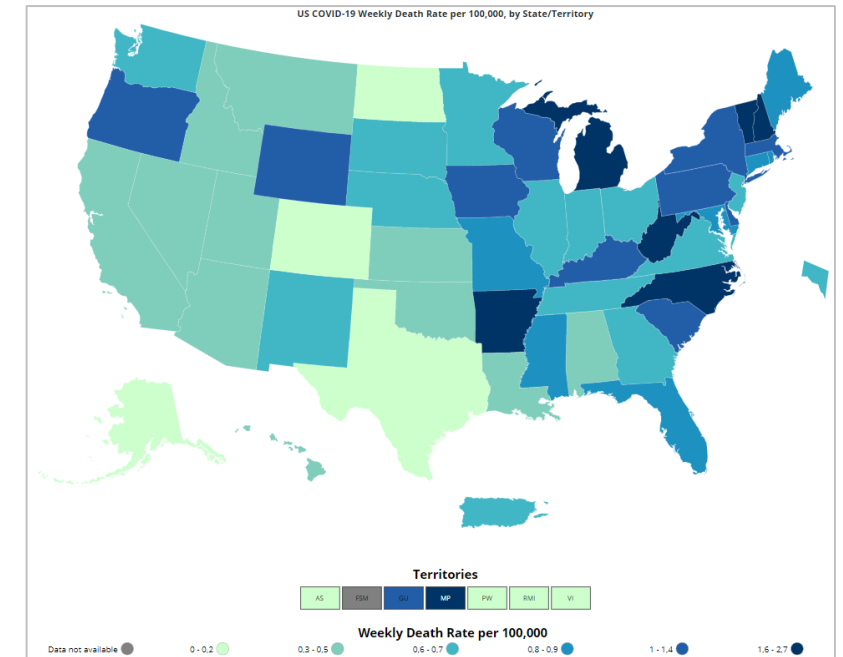 US COVID-19 Weekly Death Rate per 100,000, by State/Territory
Territories
AS FSM GU MP PW RMI VI
Weekly Death Rate per 100,000
Data not available 0 - 0.2 0.3 - 0.5 0.6 - 0.7 0.8 - 0.9 1 - 1.4 1.6 - 2.7